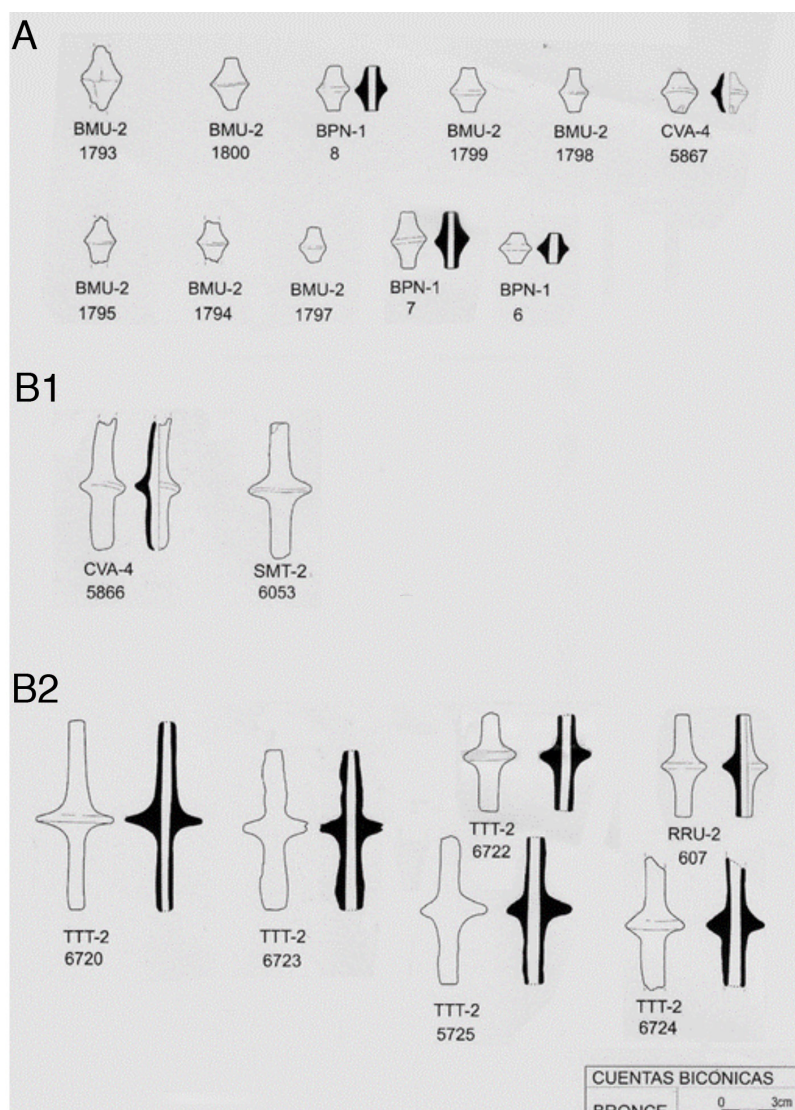 A
BMU-2 BMU-2 BPN-1 BMU-2 BMU-2 CVA-4
1793 1800 8 1799 1798 5867
BMU-2 BMU-2 BMU-2 BPN-1 BPN-1
1795 1794 1797 7 6
B1
CVA-4 SMT-2
5866 6053
B2
TTT-2 RRU-2
6722 607
TTT-2 TTT-2
6720 6723
TTT-2 TTT-2
5725 6724
CUENTAS BICÓNICAS
BRONCE 0 3cm